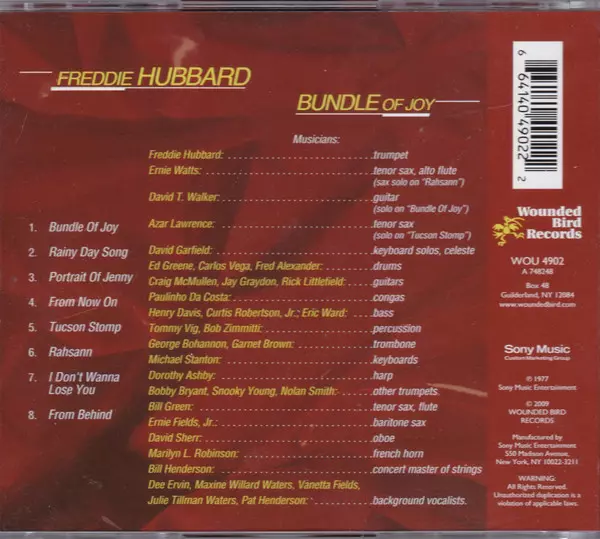 FREDDIE HUBBARD
BUNDLE OF JOY
Musicians:
Freddie Hubbard: trumpet
Ernie Watts: tenor sax, alto flute
(sax solo on "Rahsann")
David T. Walker: guitar
(solo on "Bundle Of Joy")
Azar Lawrence: tenor sax
(solo on "Tucson Stomp")
David Garfield: keyboard solos, celeste
Ed Greene, Carlos Vega, Fred Alexander: drums
Craig McMullen, Jay Graydon, Rick Littlefield: guitars
Paulinho Da Costa: congas
Henry Davis, Curtis Robertson, Jr.; Eric Ward: bass
Tommy Vig, Bob Zimmitti: percussion
George Bohannon, Garnet Brown: trombone
Michael Stanton: keyboards
Dorothy Ashby: harp
Bobby Bryant, Snooky Young, Nolan Smith: other trumpets.
Bill Green: tenor sax, flute
Ernie Fields, Jr.: baritone sax
David Sherr: oboe
Marilyn L. Robinson: french horn
Bill Henderson: concert master of strings
Dee Ervin, Maxine Willard Waters, Vanetta Fields,
Julie Tillman Waters, Pat Henderson: background vocalists.
1. Bundle Of Joy
2. Rainy Day Song
3. Portrait Of Jenny
4. From Now On
5. Tucson Stomp
6. Rahsann
7. I Don't Wanna
Lose You
8. From Behind
6 64140 49022 2
Wounded
Bird
Records
WOU 4902
A 748248
Box 48
Guilderland, NY 12084
www.woundedbird.com
Sony Music
Custom Marketing Group
℗ 1977
Sony Music Entertainment
© 2009
WOUNDED BIRD
RECORDS
Manufactured by
Sony Music Entertainment
550 Madison Avenue,
New York, NY 10022-3211
WARNING:
All Rights Reserved.
Unauthorized duplication is a
violation of applicable laws.